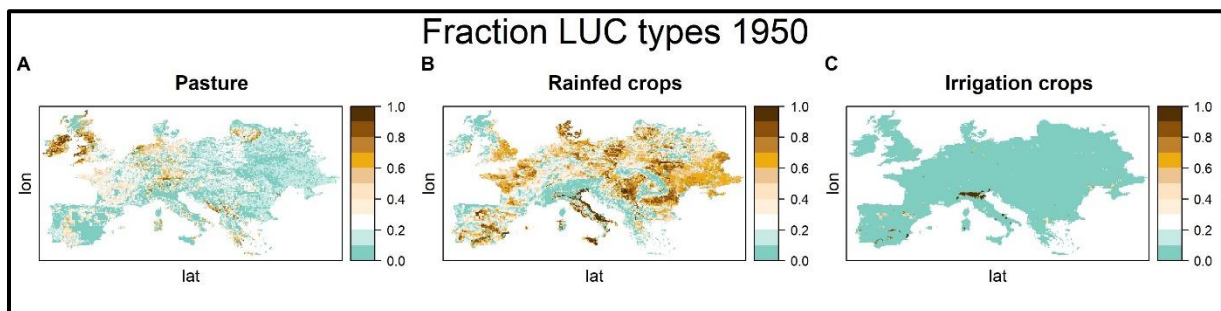 Fraction LUC types 1950
A
Pasture
lon
lat
1.0
0.8
0.6
0.4
0.2
0.0
B
Rainfed crops
lon
lat
1.0
0.8
0.6
0.4
0.2
0.0
C
Irrigation crops
lon
lat
1.0
0.8
0.6
0.4
0.2
0.0